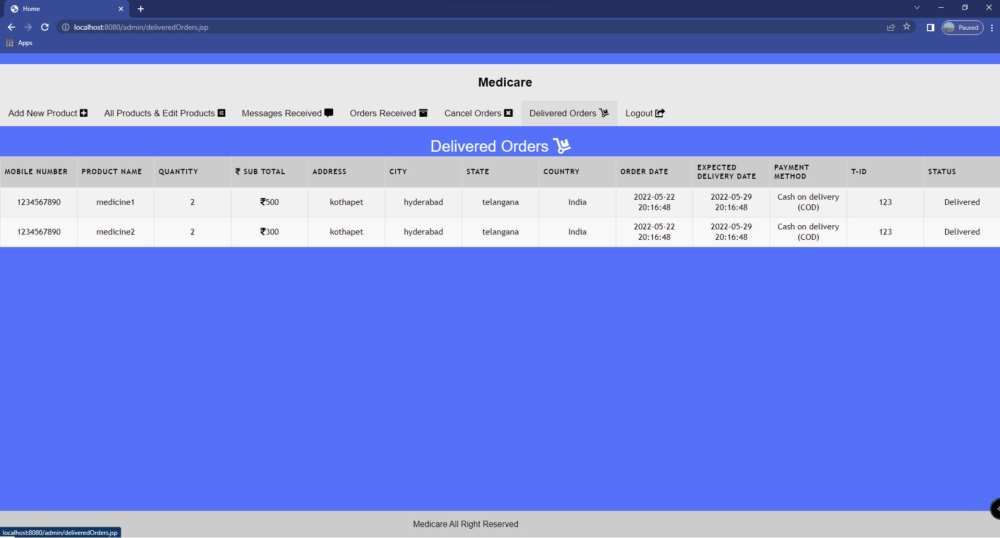 Home
localhost:8080/admin/deliveredOrders.jsp
Paused
Apps
Medicare
Add New Product All Products & Edit Products Messages Received Orders Received Cancel Orders Delivered Orders Logout
Delivered Orders
MOBILE NUMBER PRODUCT NAME QUANTITY ₹ SUB TOTAL ADDRESS CITY STATE COUNTRY ORDER DATE EXPECTED DELIVERY DATE PAYMENT METHOD T-ID STATUS
1234567890 medicine1 2 ₹500 kothapet hyderabad telangana India 2022-05-22 20:16:48 2022-05-29 20:16:48 Cash on delivery (COD) 123 Delivered
1234567890 medicine2 2 ₹300 kothapet hyderabad telangana India 2022-05-22 20:16:48 2022-05-29 20:16:48 Cash on delivery (COD) 123 Delivered
Medicare All Right Reserved
localhost:8080/admin/deliveredOrders.jsp